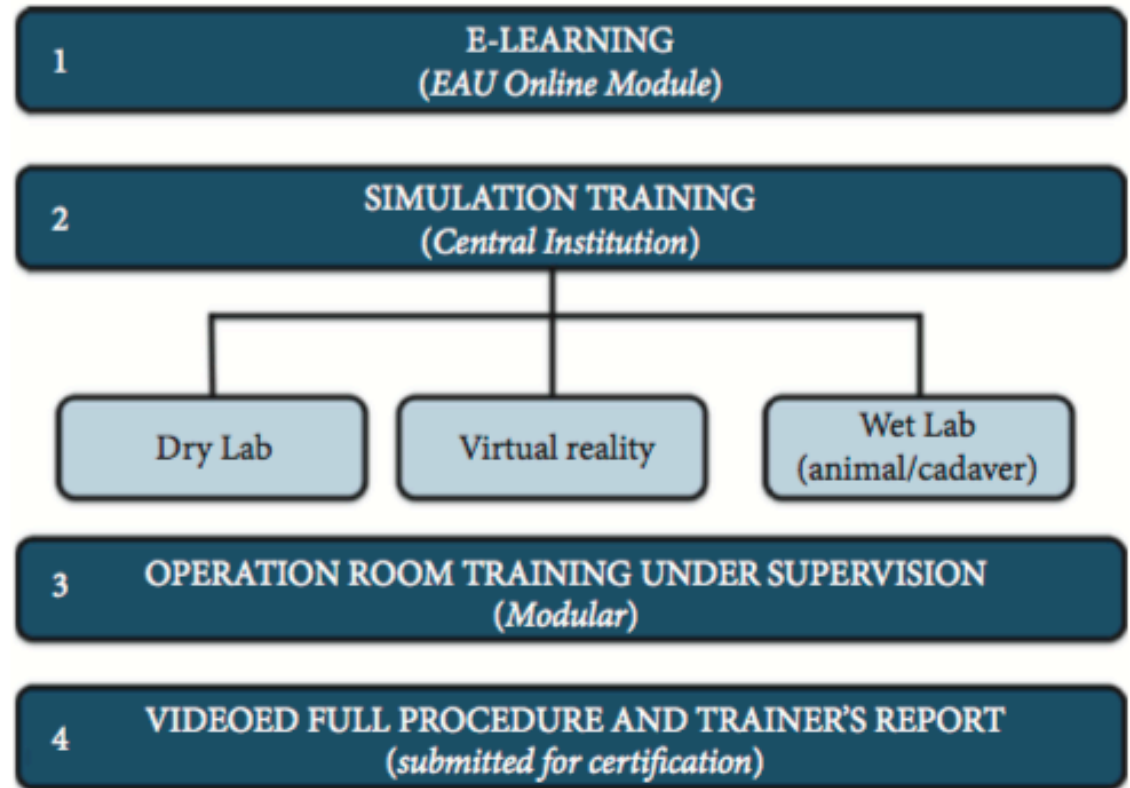 1
E-LEARNING
(EAU Online Module)
2
SIMULATION TRAINING
(Central Institution)
Dry Lab
Virtual reality
Wet Lab
(animal/cadaver)
3
OPERATION ROOM TRAINING UNDER SUPERVISION
(Modular)
4
VIDEOED FULL PROCEDURE AND TRAINER'S REPORT
(submitted for certification)